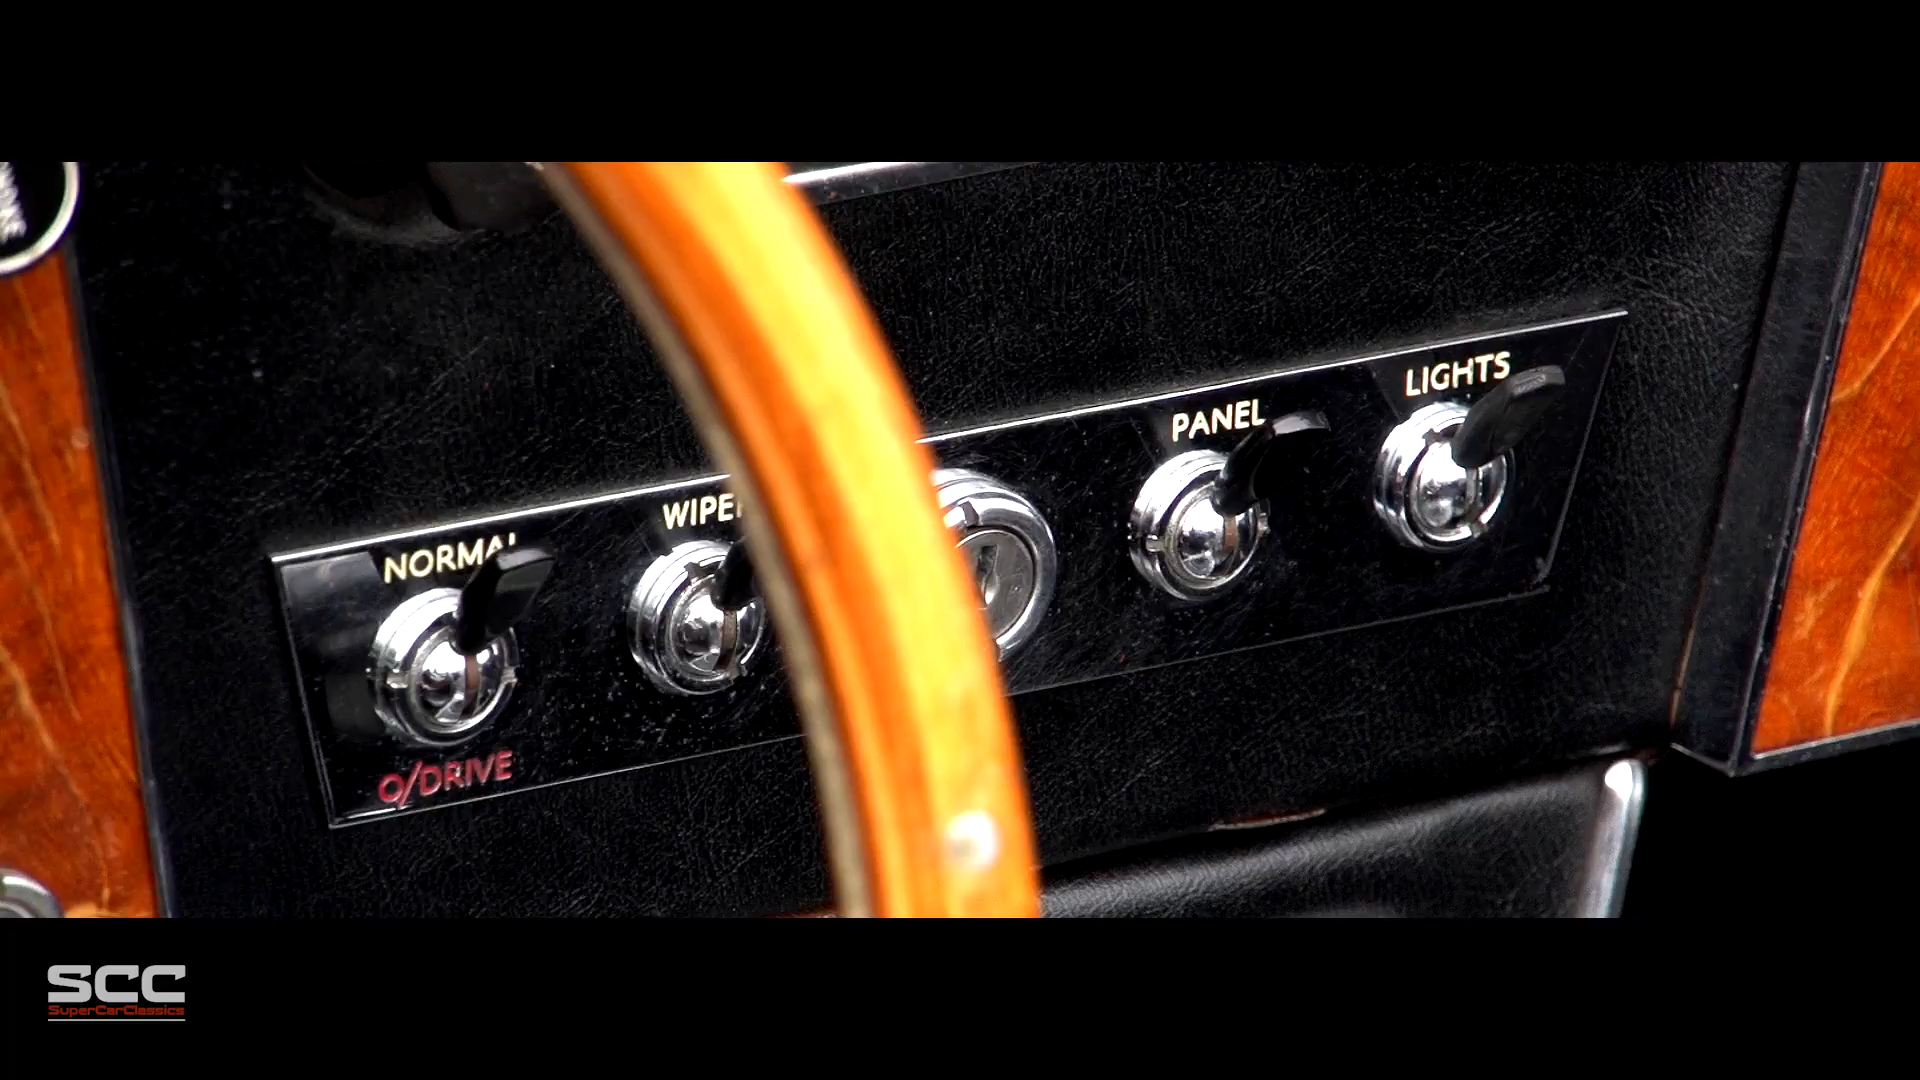 LIGHTS
PANEL
WIPE
NORMAL
O/DRIVE
SCC
SuperCarClassics